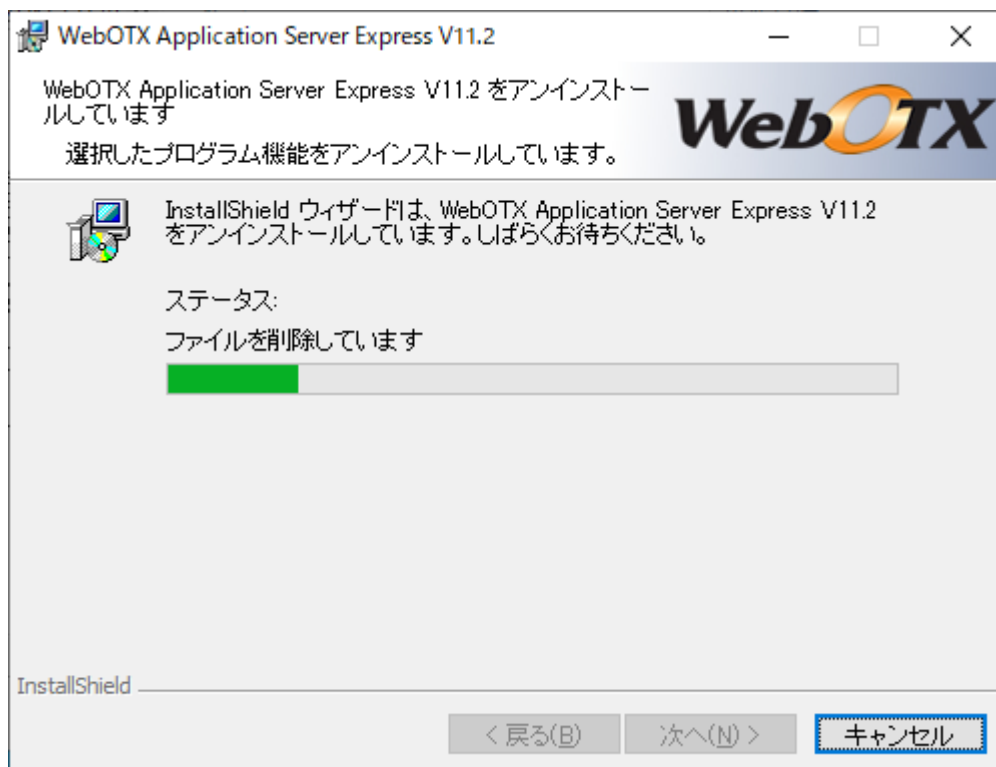 WebOTX Application Server Express V11.2
WebOTX Application Server Express V11.2 をアンインストー
ルしています
選択したプログラム機能をアンインストールしています。
WebOTX
InstallShield ウィザードは、WebOTX Application Server Express V11.2
をアンインストールしています。しばらくお待ちください。
ステータス:
ファイルを削除しています
InstallShield
< 戻る(B)
次へ(N) >
キャンセル